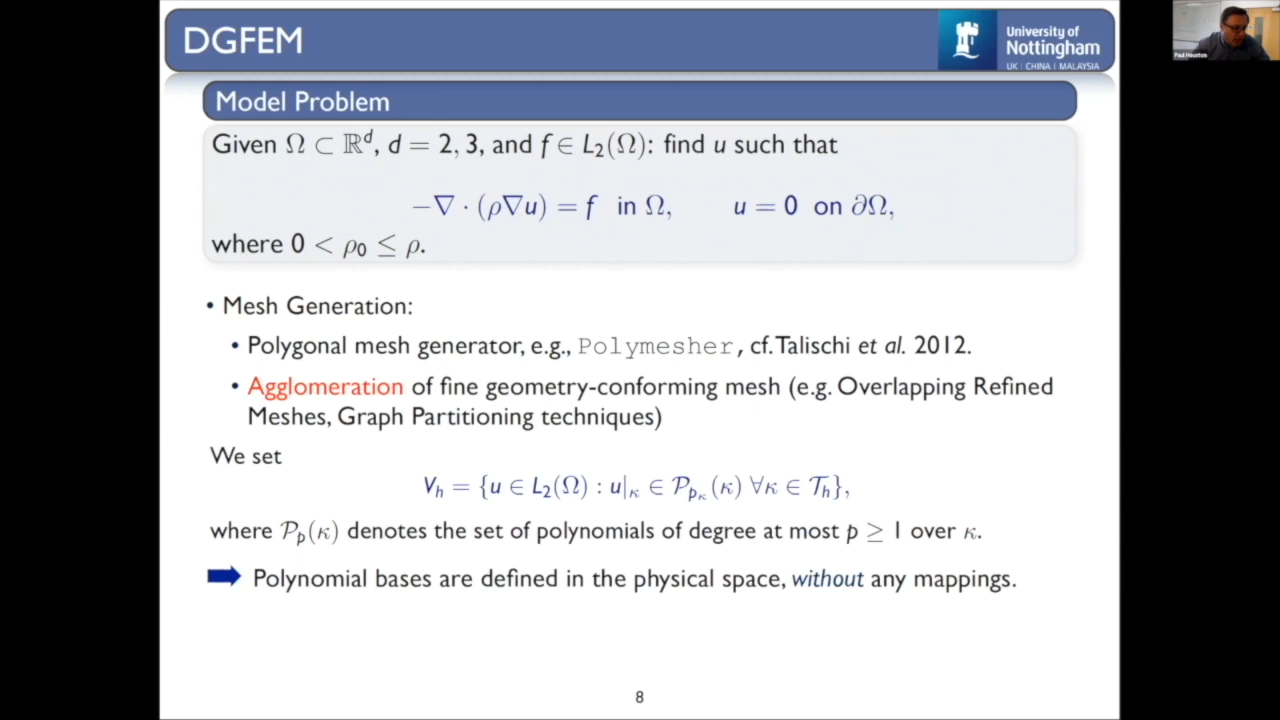 DGFEM
University of
Nottingham
UK | CHINA | MALAYSIA
Paul Houston
Model Problem
Given Ω ⊂ ℝᵈ, d = 2, 3, and f ∈ L₂(Ω): find u such that
−∇ · (ρ∇u) = f in Ω, u = 0 on ∂Ω,
where 0 < ρ₀ ≤ ρ.
• Mesh Generation:
• Polygonal mesh generator, e.g., Polymesher, cf. Talischi et al. 2012.
• Agglomeration of fine geometry-conforming mesh (e.g. Overlapping Refined
Meshes, Graph Partitioning techniques)
We set
V_h = {u ∈ L₂(Ω) : u|_κ ∈ 𝒫_{p_κ}(κ) ∀κ ∈ 𝒯_h},
where 𝒫_p(κ) denotes the set of polynomials of degree at most p ≥ 1 over κ.
Polynomial bases are defined in the physical space, without any mappings.
8